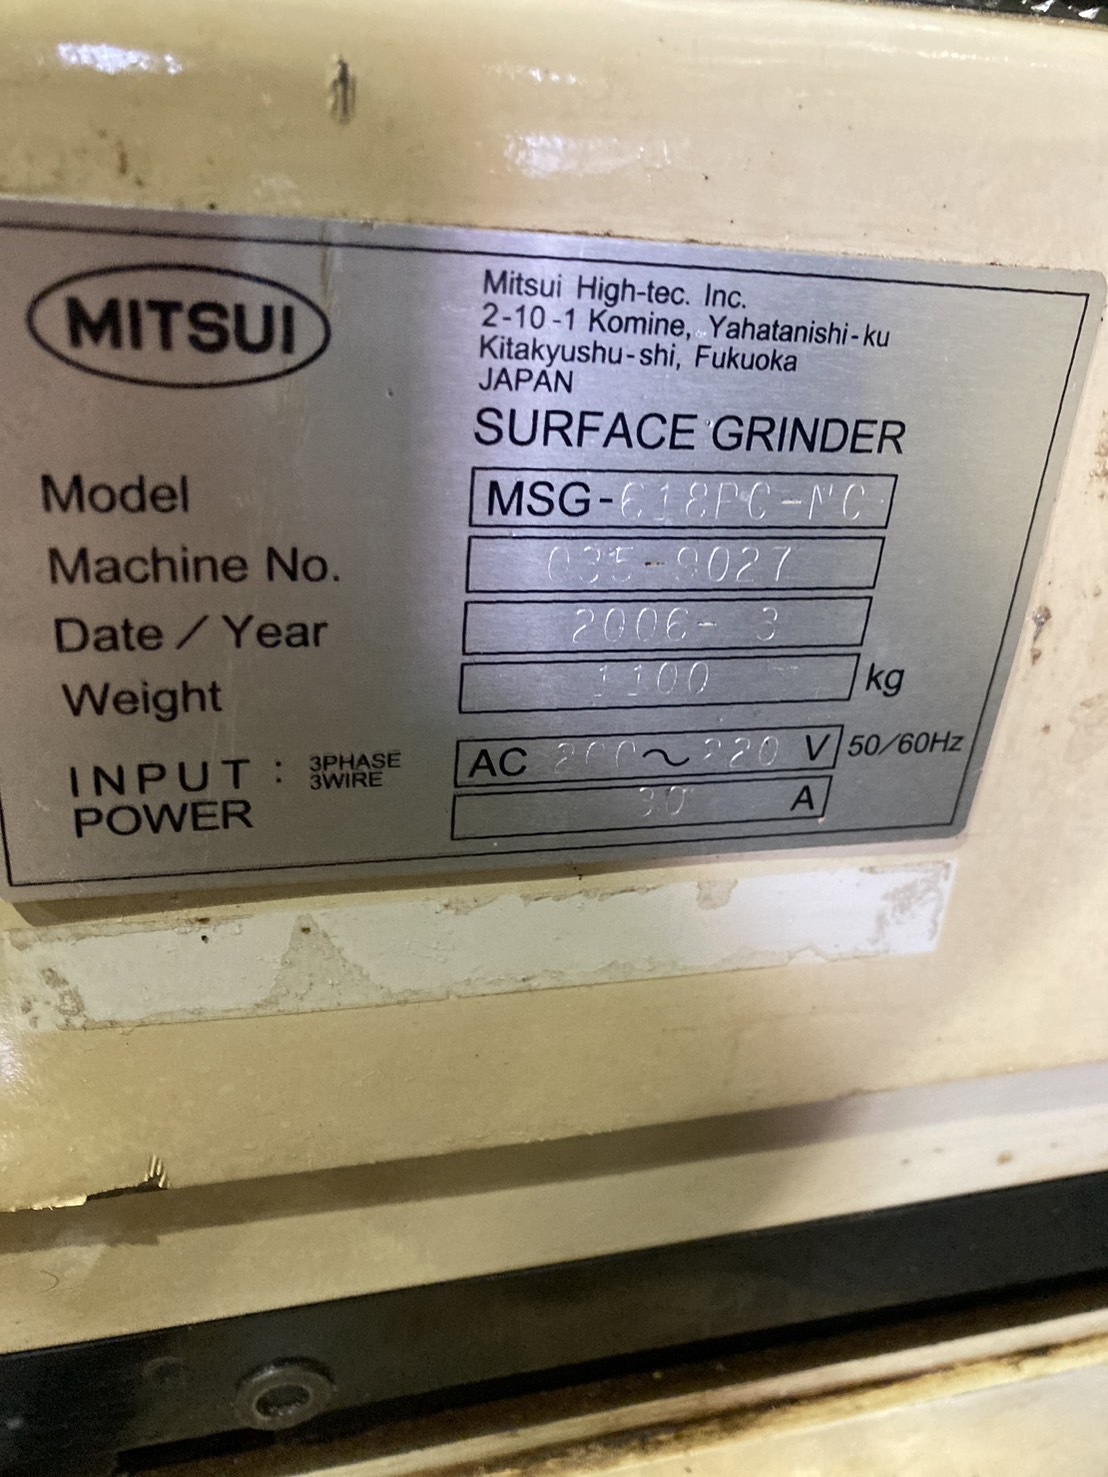 MITSUI
Mitsui High-tec. Inc.
2-10-1 Komine, Yahatanishi-ku
Kitakyushu-shi, Fukuoka
JAPAN
SURFACE GRINDER
Model MSG-618PC-NC
Machine No. 035-9027
Date / Year 2006- 3
Weight 1100 kg
INPUT : 3PHASE 3WIRE AC 200~220 V 50/60Hz
POWER 30 A